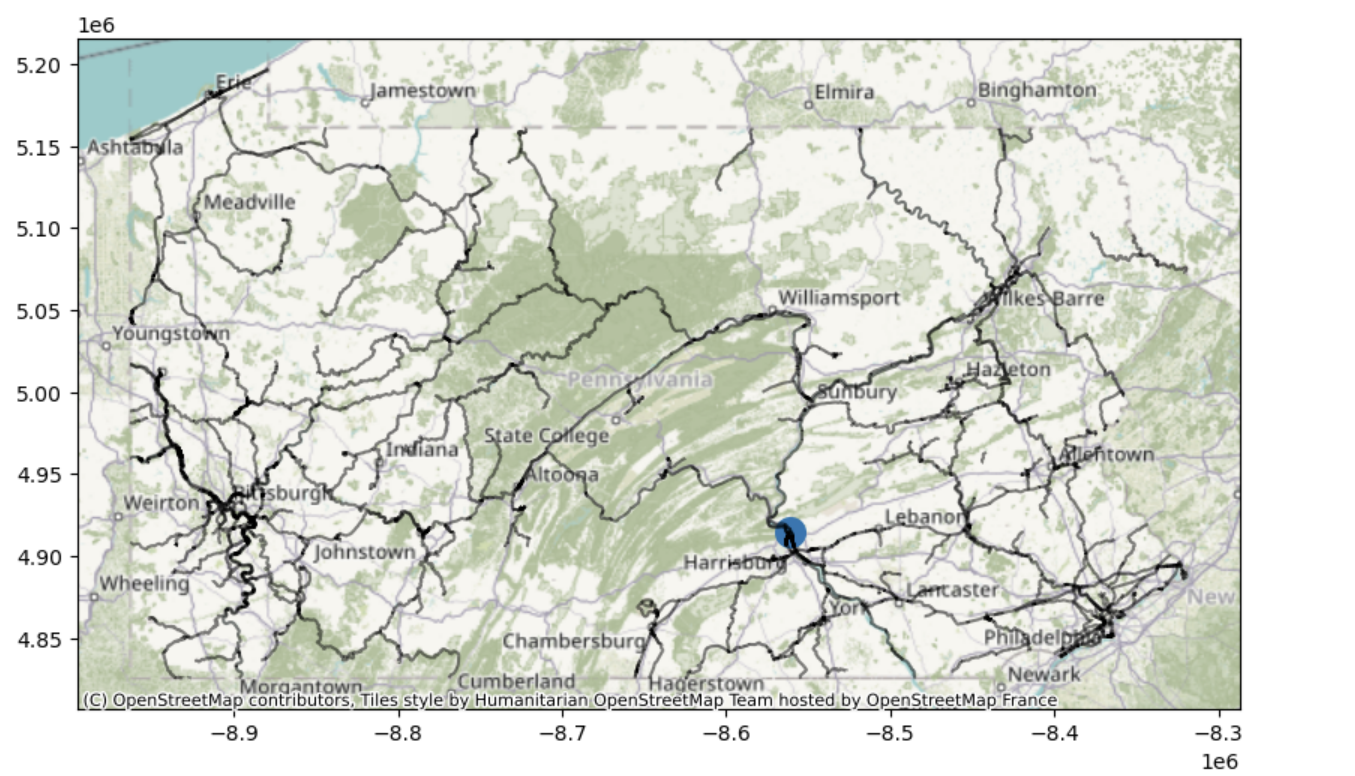 1e6
5.20
Erie
Jamestown
Elmira
Binghamton
5.15
Ashtabula
Meadville
5.10
5.05
Williamsport
Wilkes-Barre
Youngstown
5.00
Pennsylvania
Hazleton
Sunbury
State College
Indiana
4.95
Altoona
Allentown
Pittsburgh
Weirton
Lebanon
4.90
Johnstown
Harrisburg
Wheeling
Lancaster
New
York
4.85
Chambersburg
Philadelphia
Newark
Morgantown
Cumberland
Hagerstown
(C) OpenStreetMap contributors, Tiles style by Humanitarian OpenStreetMap Team hosted by OpenStreetMap France
−8.9 −8.8 −8.7 −8.6 −8.5 −8.4 −8.3
1e6